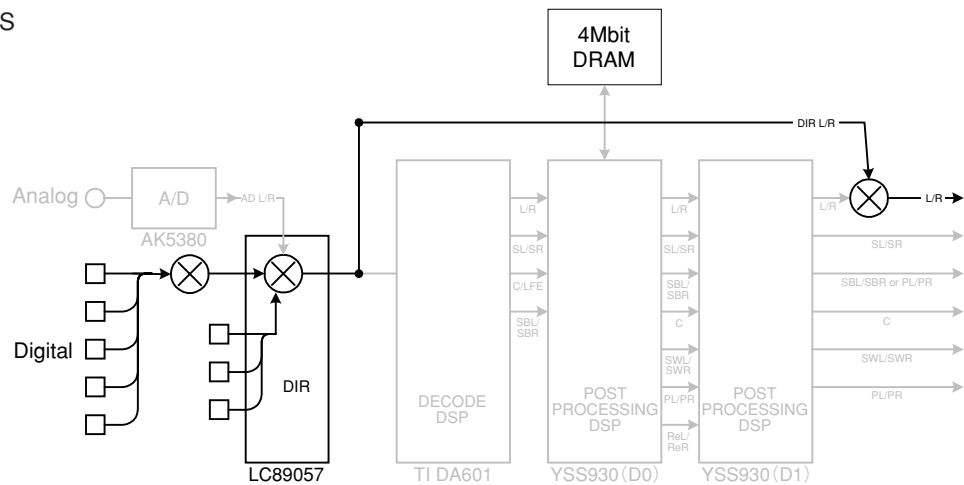 S
4Mbit
DRAM
DIR L/R
Analog
A/D
AD L/R
AK5380
L/R
L/R
L/R
L/R
SL/SR
SL/SR
SL/SR
C/LFE
SBL/
SBR
SBL/SBR or PL/PR
SBL/
SBR
C
C
Digital
SWL/
SWR
SWL/SWR
DIR
DECODE
DSP
POST
PROCESSING
DSP
PL/PR
POST
PROCESSING
DSP
PL/PR
ReL/
ReR
LC89057
TI DA601
YSS930(D0)
YSS930(D1)